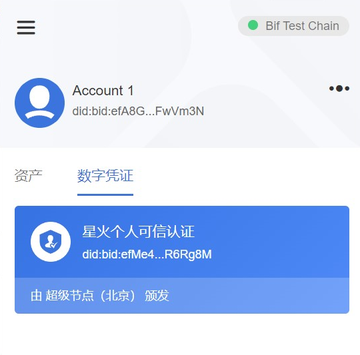 Bif Test Chain
Account 1
did:bid:efA8G...FwVm3N
资产 数字凭证
星火个人可信认证
did:bid:efMe4...R6Rg8M
由 超级节点（北京） 颁发